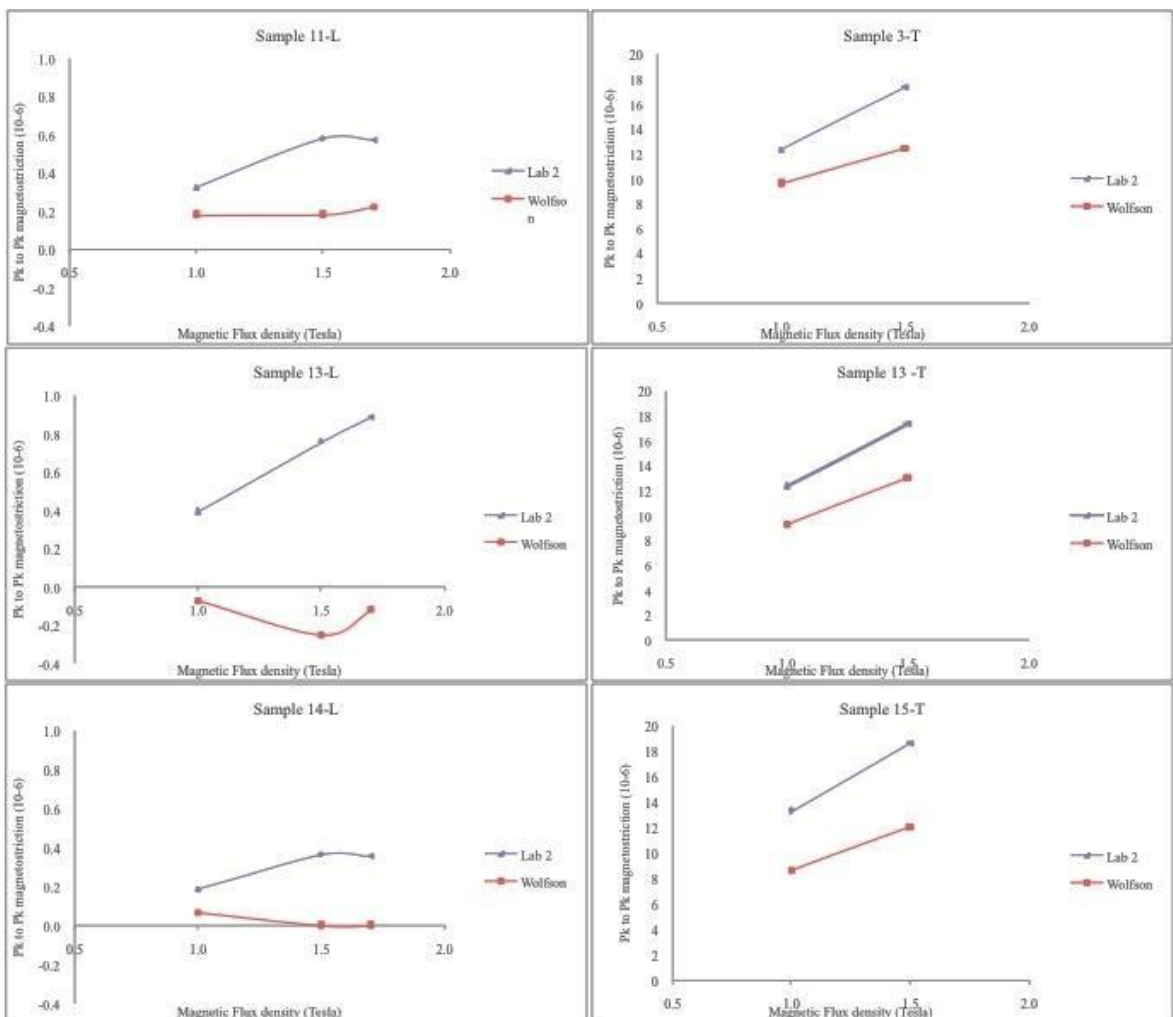 Sample 11-L
Pk to Pk magnetostriction (10-6)
1.0
0.8
0.6
0.4
0.2
0.0
-0.2
-0.4
0.5
1.0
1.5
2.0
Magnetic Flux density (Tesla)
Lab 2
Wolfso
n
Sample 3-T
Pk to Pk magnetostriction (10-6)
20
18
16
14
12
10
8
6
4
2
0
0.5
1.0
1.5
2.0
Magnetic Flux density (Tesla)
Lab 2
Wolfson
Sample 13-L
Pk to Pk magnetostriction (10-6)
1.0
0.8
0.6
0.4
0.2
0.0
-0.2
-0.4
0.5
1.0
1.5
2.0
Magnetic Flux density (Tesla)
Lab 2
Wolfson
Sample 13 -T
Pk to Pk magnetostriction (10-6)
20
18
16
14
12
10
8
6
4
2
0
0.5
1.0
1.5
2.0
Magnetic Flux density (Tesla)
Lab 2
Wolfson
Sample 14-L
Pk to Pk magnetostriction (10-6)
1.0
0.8
0.6
0.4
0.2
0.0
-0.2
-0.4
0.5
1.0
1.5
2.0
Magnetic Flux density (Tesla)
Lab 2
Wolfson
Sample 15-T
Pk to Pk magnetostriction (10-6)
20
18
16
14
12
10
8
6
4
2
0
0.5
1.0
1.5
2.0
Magnetic Flux density (Tesla)
Lab 2
Wolfson